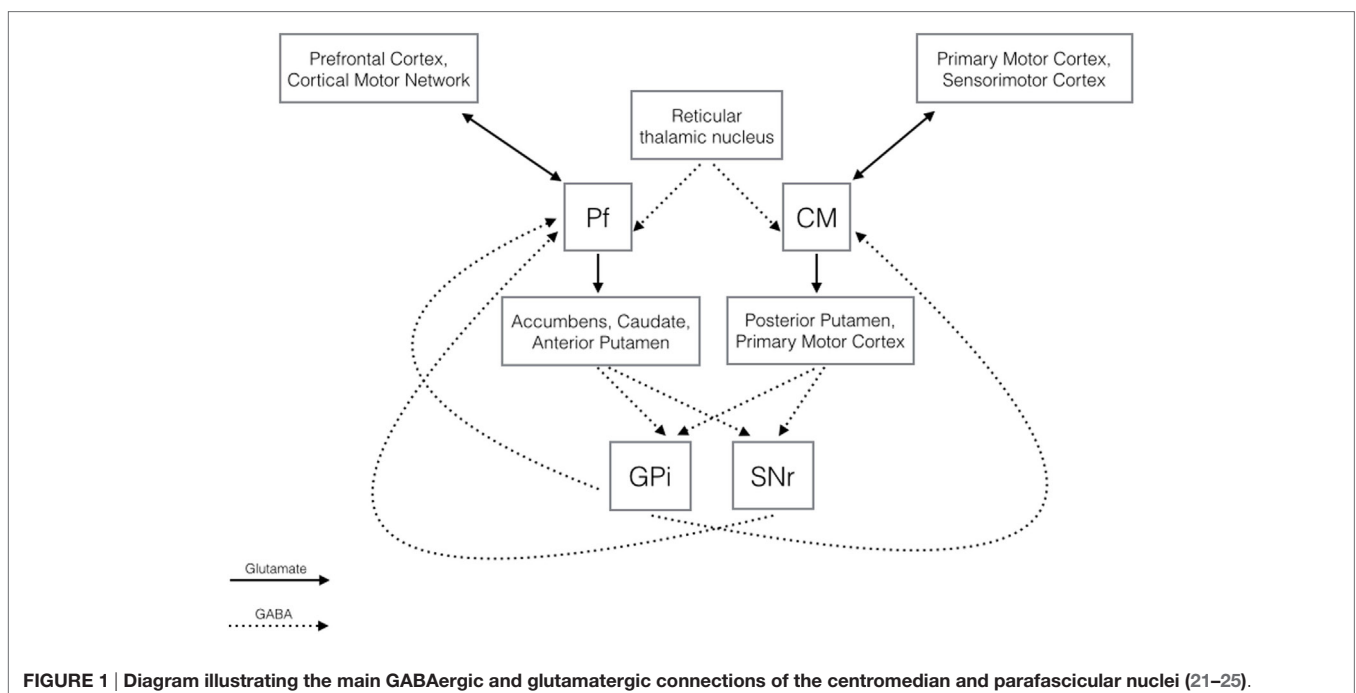 Prefrontal Cortex,
Cortical Motor Network
Primary Motor Cortex,
Sensorimotor Cortex
Reticular
thalamic nucleus
Pf
CM
Accumbens, Caudate,
Anterior Putamen
Posterior Putamen,
Primary Motor Cortex
GPi
SNr
Glutamate
GABA
FIGURE 1 | Diagram illustrating the main GABAergic and glutamatergic connections of the centromedian and parafascicular nuclei (21–25).